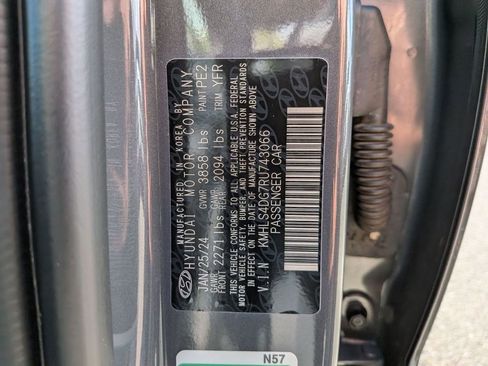 MANUFACTURED IN KOREA BY
HYUNDAI MOTOR COMPANY
JAN/25/24 GVWR 3858 lbs PAINT PE2
GAWR FRONT 2271 lbs GAWR REAR 2094 lbs TRIM YFR
THIS VEHICLE CONFORMS TO ALL APPLICABLE U.S.A. FEDERAL
MOTOR VEHICLE SAFETY, BUMPER, AND THEFT PREVENTION STANDARDS
IN EFFECT ON THE DATE OF MANUFACTURE SHOWN ABOVE
V.I.N KMHLS4DG7RU743066
PASSENGER CAR
N57